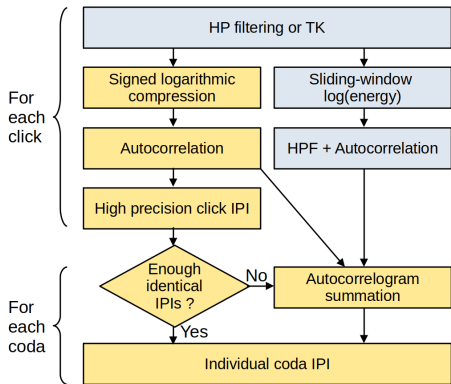 HP filtering or TK
For
each
click
Signed logarithmic
compression
Sliding-window
log(energy)
Autocorrelation
HPF + Autocorrelation
High precision click IPI
For
each
coda
Enough
identical
IPIs ?
No
Autocorrelogram
summation
Yes
Individual coda IPI